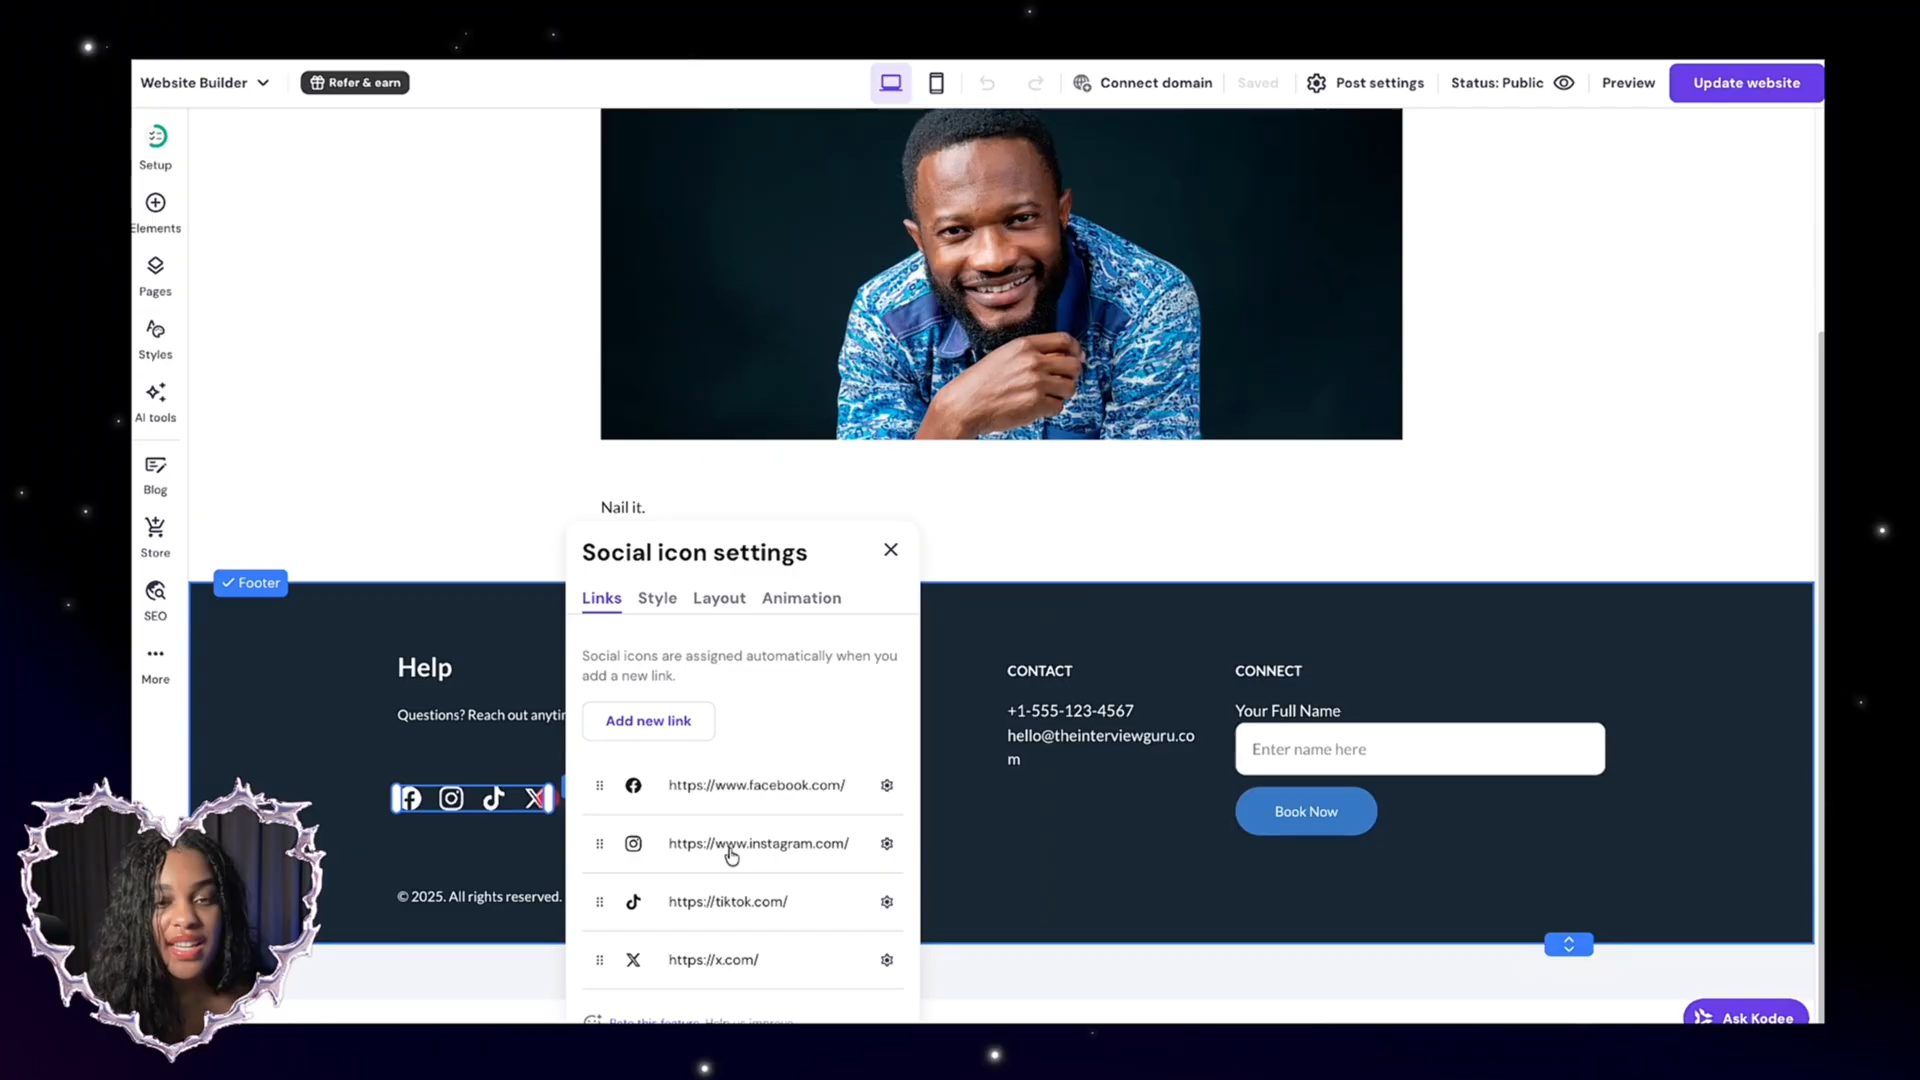 Website Builder
Refer & earn
Connect domain
Saved
Post settings
Status: Public
Preview
Update website
Setup
Elements
Pages
Styles
AI tools
Blog
Store
SEO
More
Nail it.
Footer
Social icon settings
Links Style Layout Animation
Social icons are assigned automatically when you
add a new link.
Add new link
https://www.facebook.com/
https://www.instagram.com/
https://tiktok.com/
https://x.com/
Help
Questions? Reach out anytin
© 2025. All rights reserved.
CONTACT
+1-555-123-4567
hello@theinterviewguru.co
m
CONNECT
Your Full Name
Enter name here
Book Now
Ask Kodee